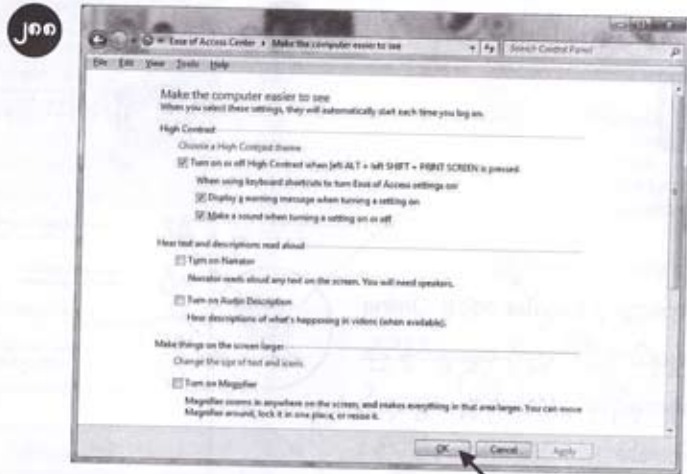 ၂၈၈
Ease of Access Center ▸ Make the computer easier to see
Search Control Panel
File Edit View Tools Help
Make the computer easier to see
When you select these settings, they will automatically start each time you log on.
High Contrast
Choose a High Contrast theme
Turn on or off High Contrast when left ALT + left SHIFT + PRINT SCREEN is pressed
When using keyboard shortcuts to turn Ease of Access settings on:
Display a warning message when turning a setting on
Make a sound when turning a setting on or off
Hear text and descriptions read aloud
Turn on Narrator
Narrator reads aloud any text on the screen. You will need speakers.
Turn on Audio Description
Hear descriptions of what's happening in videos (when available).
Make things on the screen larger
Change the size of text and icons
Turn on Magnifier
Magnifier zooms in anywhere on the screen, and makes everything in that area larger. You can move
Magnifier around, lock it in one place, or resize it.
OK Cancel Apply